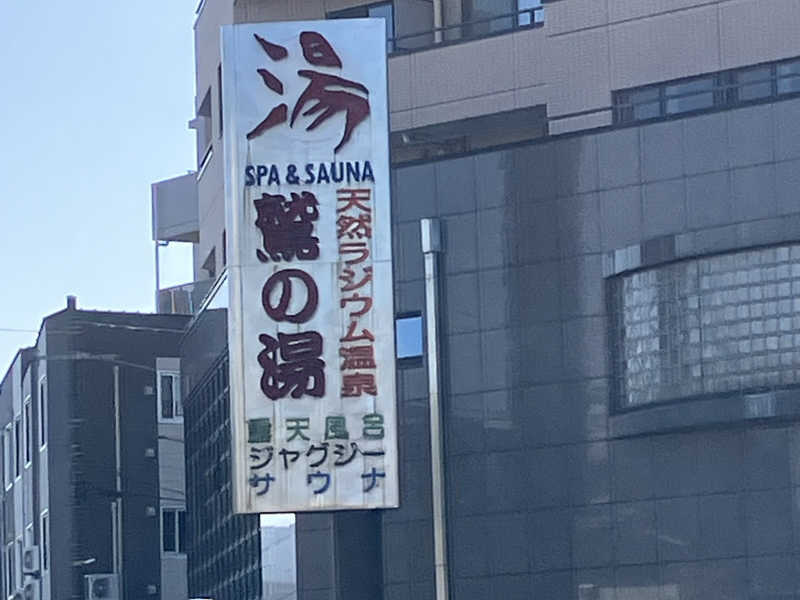 湯
SPA & SAUNA
天然ラジウム温泉
鷲の湯
露天風呂
ジャグジー
サウナ